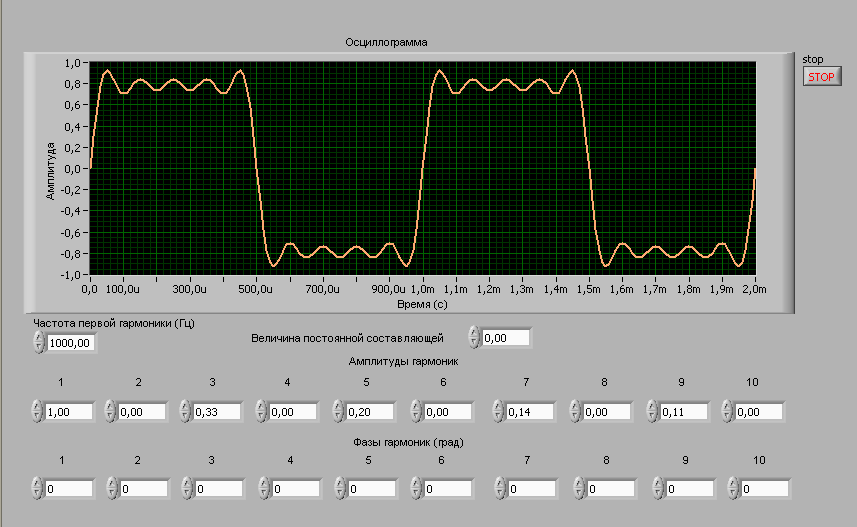 Осциллограмма
stop
STOP
Амплитуда
1,0
0,8
0,6
0,4
0,2
0,0
-0,2
-0,4
-0,6
-0,8
-1,0
0,0 100,0u 300,0u 500,0u 700,0u 900,0u 1,0m 1,1m 1,2m 1,3m 1,4m 1,5m 1,6m 1,7m 1,8m 1,9m 2,0m
Время (с)
Частота первой гармоники (Гц)
1000,00
Величина постоянной составляющей 0,00
Амплитуды гармоник
1 2 3 4 5 6 7 8 9 10
1,00 0,00 0,33 0,00 0,20 0,00 0,14 0,00 0,11 0,00
Фазы гармоник (град)
1 2 3 4 5 6 7 8 9 10
0 0 0 0 0 0 0 0 0 0